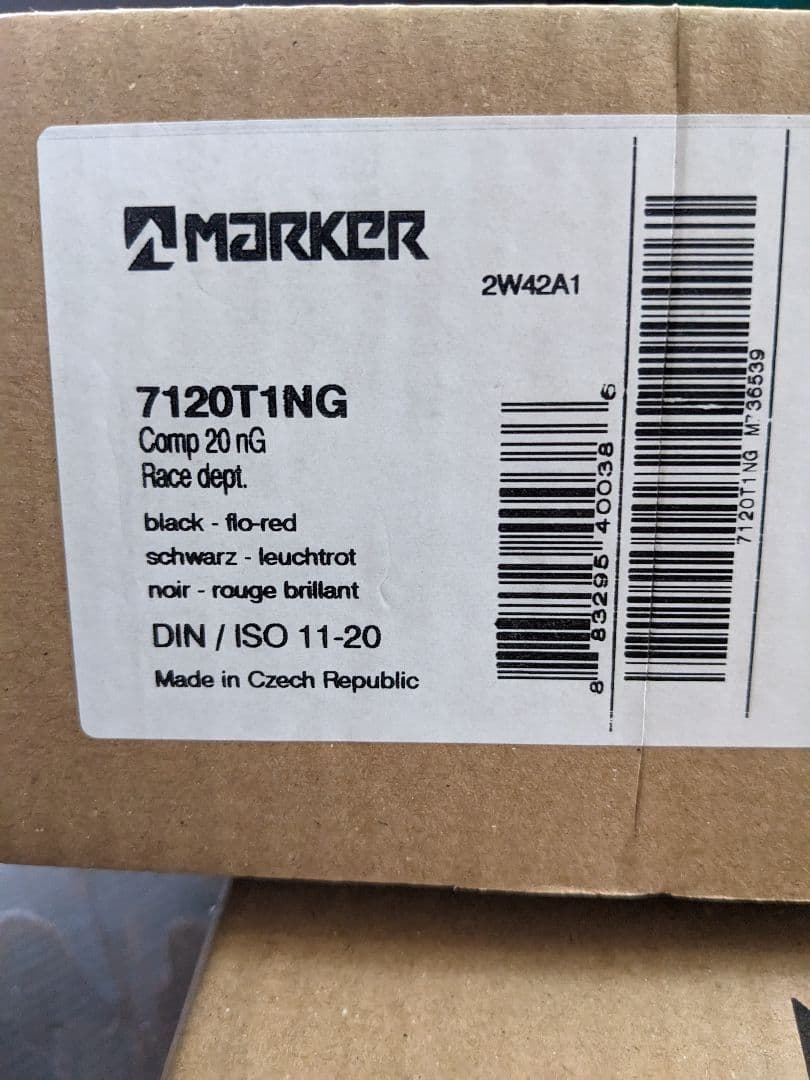 MARKER
2W42A1
7120T1NG
Comp 20 nG
Race dept.
black - flo-red
schwarz - leuchtrot
noir - rouge brillant
DIN / ISO 11-20
Made in Czech Republic
8 83295 40038 6
7120T1NG M736539